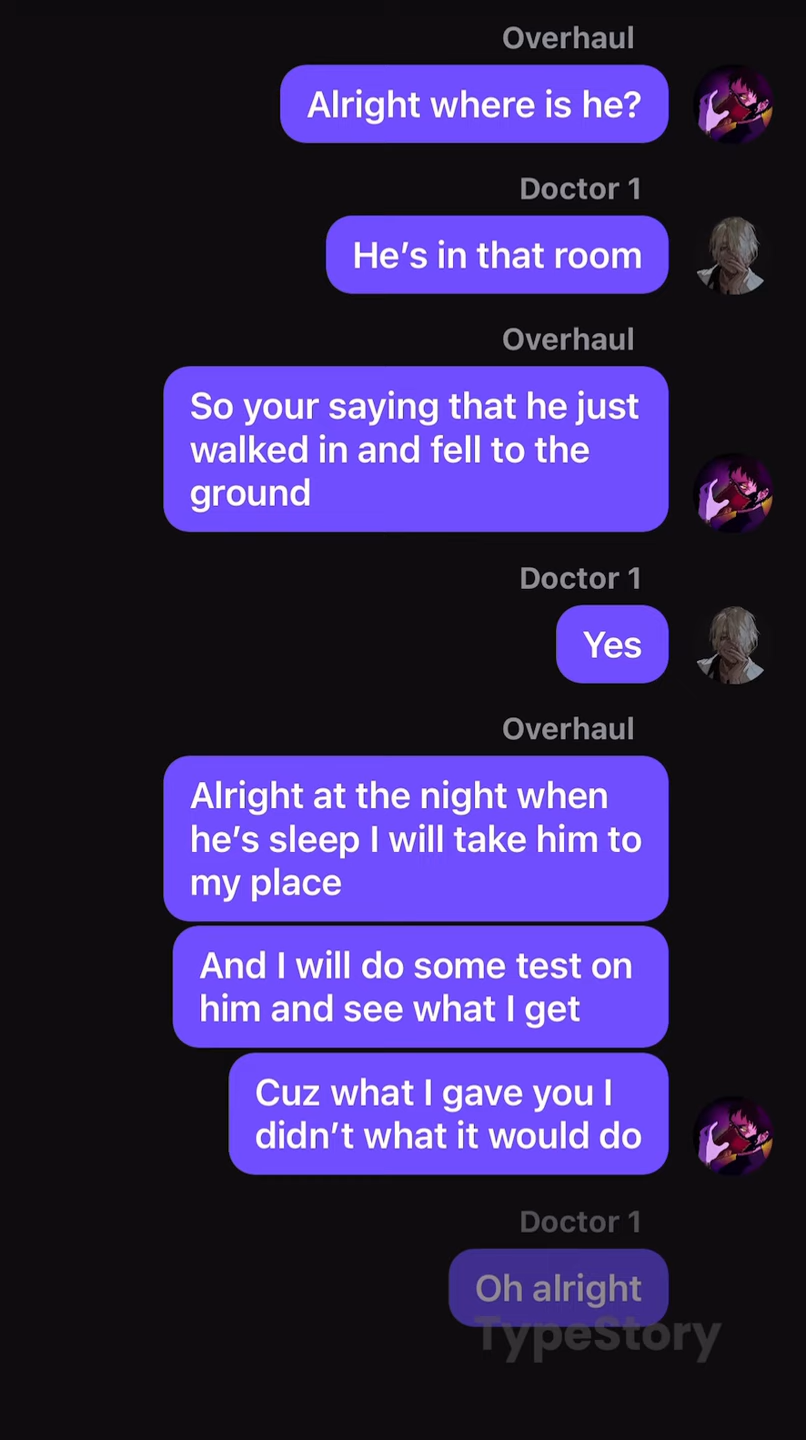 Overhaul
Alright where is he?
Doctor 1
He’s in that room
Overhaul
So your saying that he just
walked in and fell to the
ground
Doctor 1
Yes
Overhaul
Alright at the night when
he’s sleep I will take him to
my place
And I will do some test on
him and see what I get
Cuz what I gave you I
didn’t what it would do
Doctor 1
Oh alright
TypeStory